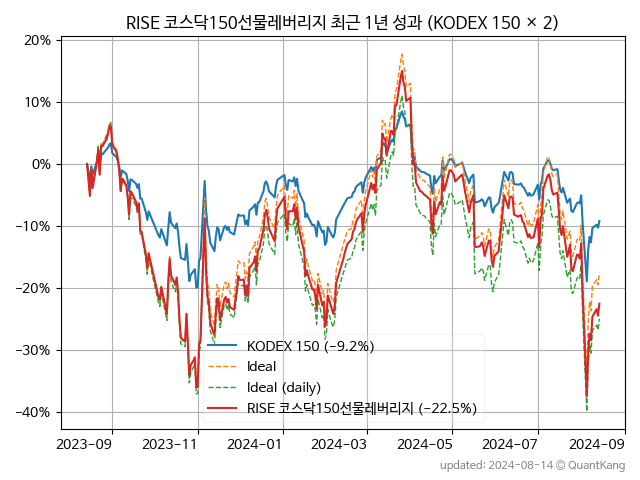 RISE 코스닥150선물레버리지 최근 1년 성과 (KODEX 150 × 2)
20%
10%
0%
−10%
−20%
−30%
−40%
KODEX 150 (−9.2%)
Ideal
Ideal (daily)
RISE 코스닥150선물레버리지 (−22.5%)
2023-09 2023-11 2024-01 2024-03 2024-05 2024-07 2024-09
updated: 2024-08-14 © QuantKang